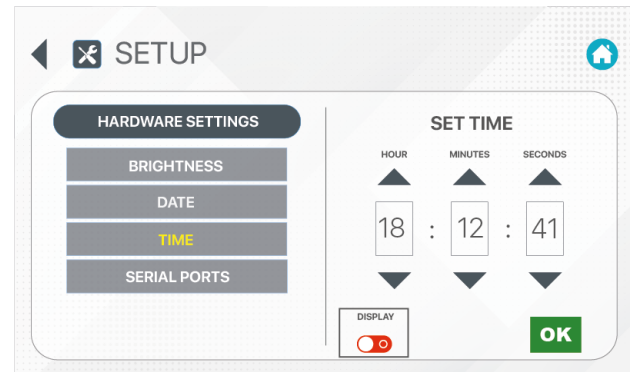 SETUP
HARDWARE SETTINGS
BRIGHTNESS
DATE
TIME
SERIAL PORTS
SET TIME
HOUR MINUTES SECONDS
18 : 12 : 41
DISPLAY
OK